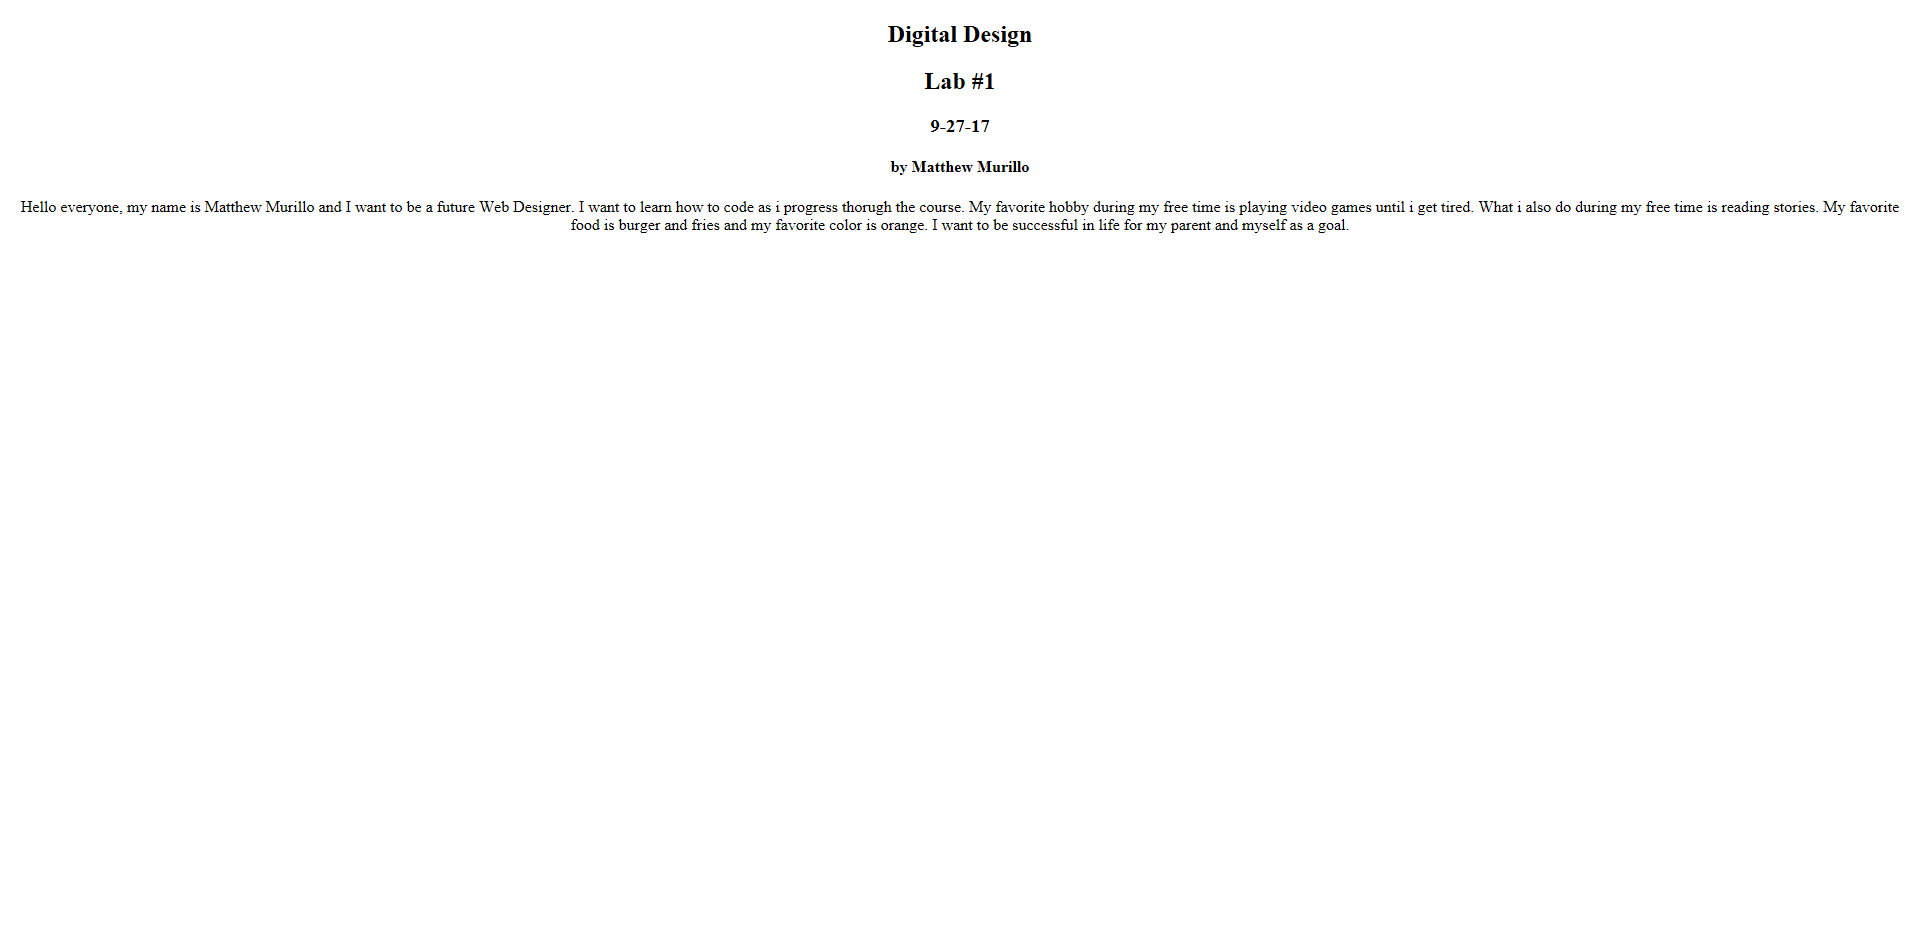 Digital Design
Lab #1
9-27-17
by Matthew Murillo
Hello everyone, my name is Matthew Murillo and I want to be a future Web Designer. I want to learn how to code as i progress thorugh the course. My favorite hobby during my free time is playing video games until i get tired. What i also do during my free time is reading stories. My favorite
food is burger and fries and my favorite color is orange. I want to be successful in life for my parent and myself as a goal.